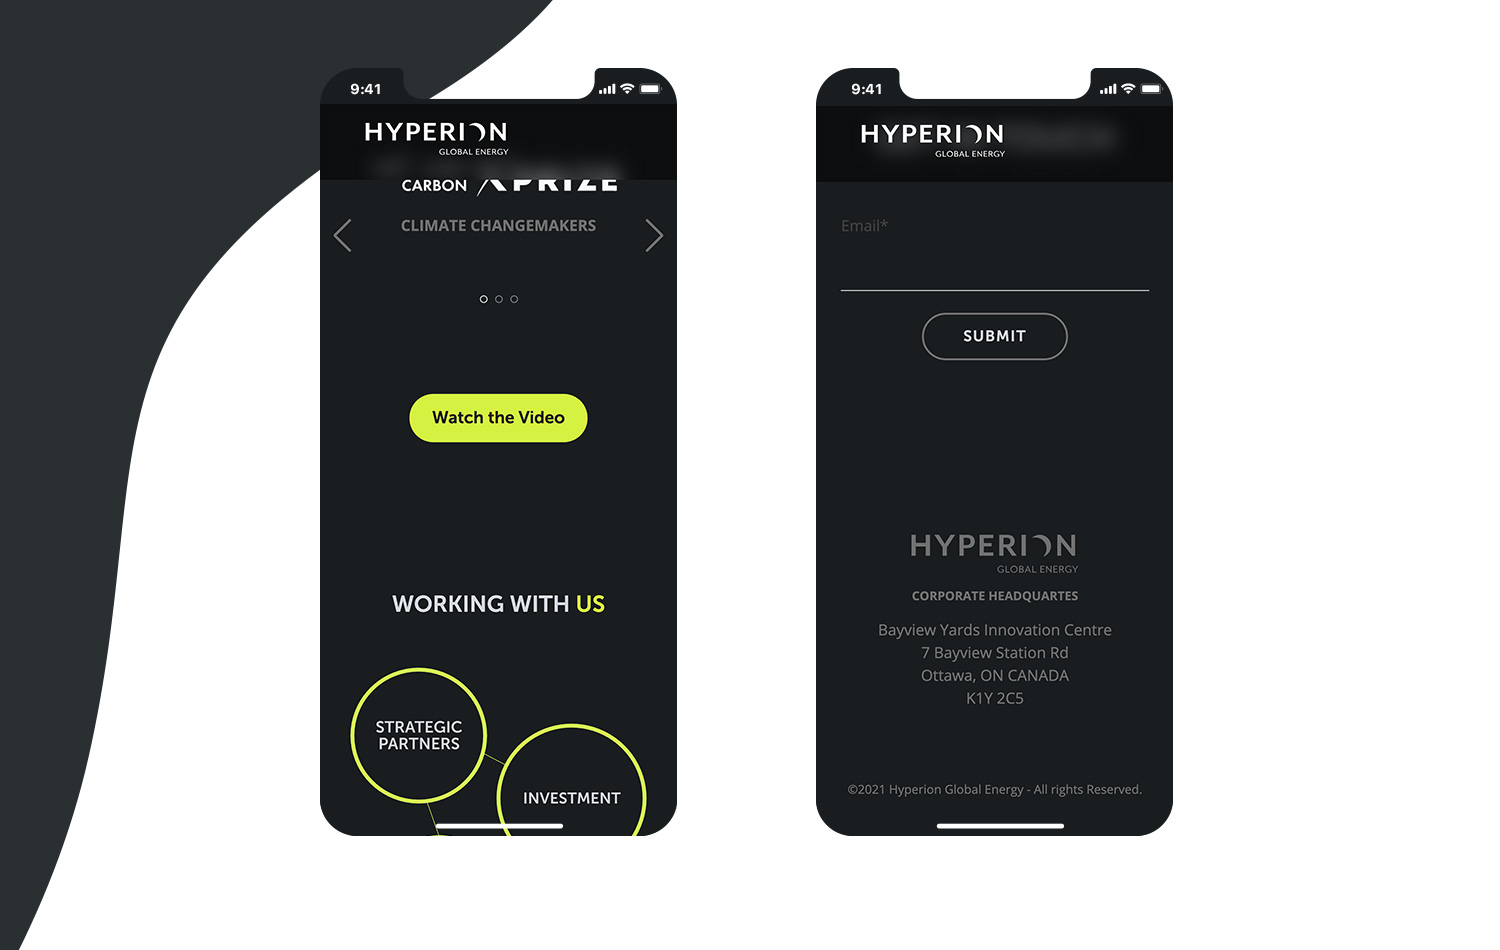 9:41
HYPERION
GLOBAL ENERGY
CARBON XPRIZE
CLIMATE CHANGEMAKERS
Watch the Video
WORKING WITH US
STRATEGIC
PARTNERS
INVESTMENT
9:41
HYPERION
GLOBAL ENERGY
Email*
SUBMIT
HYPERION
GLOBAL ENERGY
CORPORATE HEADQUARTES
Bayview Yards Innovation Centre
7 Bayview Station Rd
Ottawa, ON CANADA
K1Y 2C5
©2021 Hyperion Global Energy - All rights Reserved.